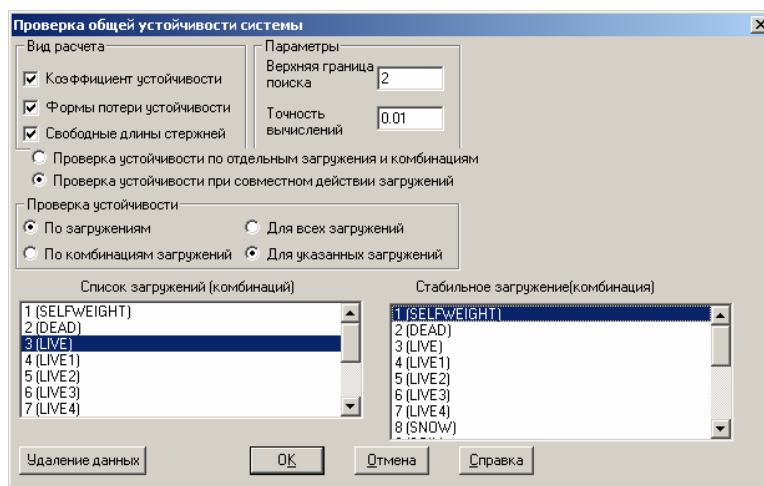 Проверка общей устойчивости системы
Вид расчета
Коэффициент устойчивости
Формы потери устойчивости
Свободные длины стержней
Параметры
Верхняя граница поиска
2
Точность вычислений
0.01
Проверка устойчивости по отдельным загружения и комбинациям
Проверка устойчивости при совместном действии загружений
Проверка устойчивости
По загружениям
Для всех загружений
По комбинациям загружений
Для указанных загружений
Список загружений (комбинаций)
1 (SELFWEIGHT)
2 (DEAD)
3 (LIVE)
4 (LIVE1)
5 (LIVE2)
6 (LIVE3)
7 (LIVE4)
Стабильное загружение(комбинация)
1 (SELFWEIGHT)
2 (DEAD)
3 (LIVE)
4 (LIVE1)
5 (LIVE2)
6 (LIVE3)
7 (LIVE4)
8 (SNOW)
Удаление данных
OK
Отмена
Справка